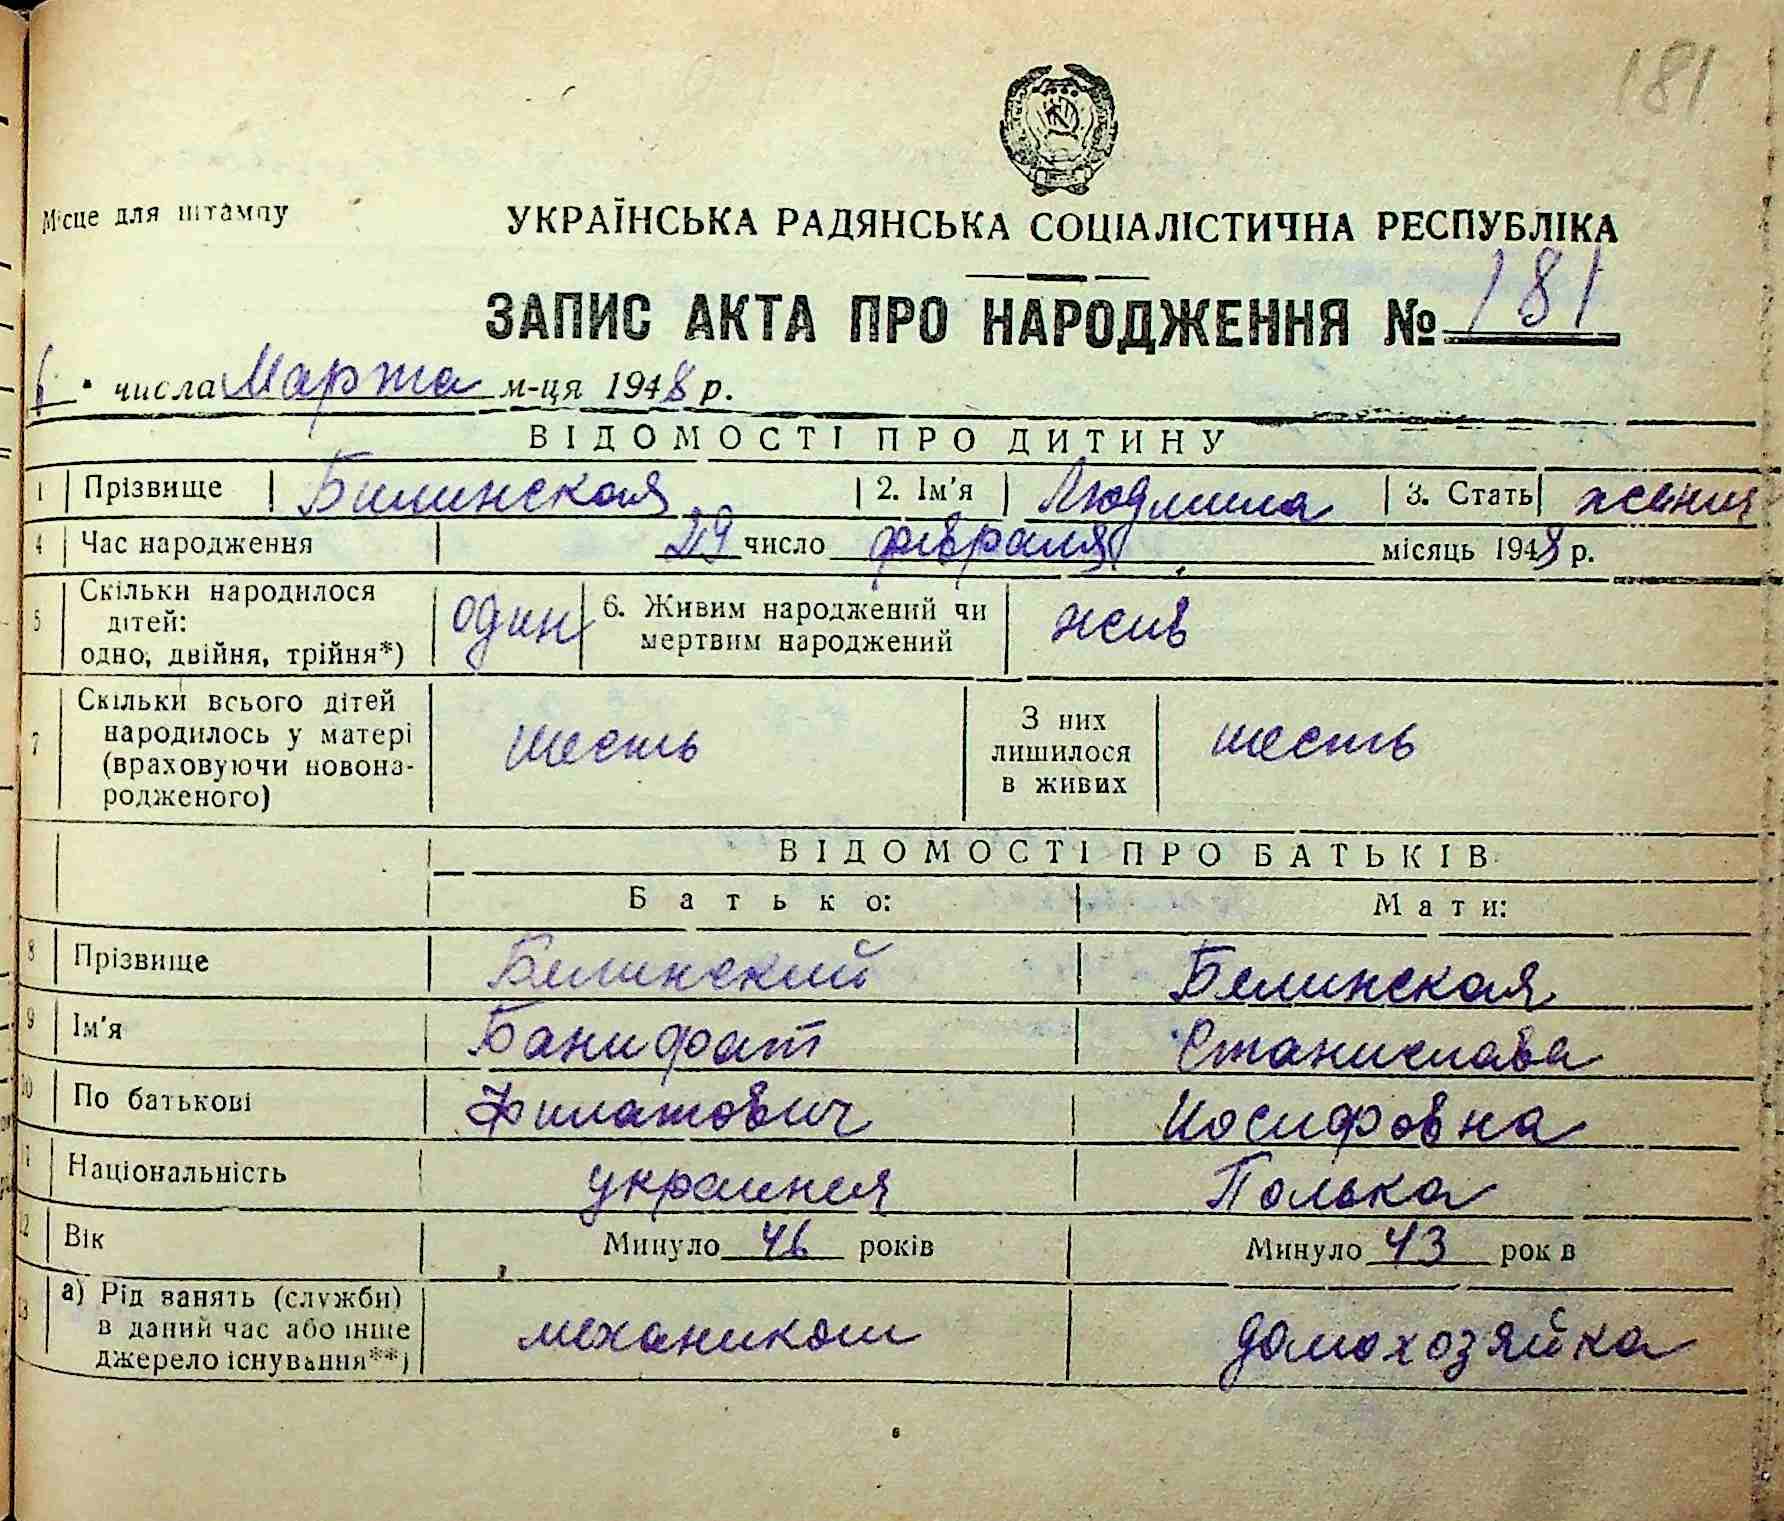 181
Місце для штампу
УКРАЇНСЬКА РАДЯНСЬКА СОЦІАЛІСТИЧНА РЕСПУБЛІКА
ЗАПИС АКТА ПРО НАРОДЖЕННЯ № 181
6 числа Марта м-ця 1948 р.
ВІДОМОСТІ ПРО ДИТИНУ
1 Прізвище Билинская 2. Ім'я Людмила 3. Стать
4 Час народження 29 число февраля місяць 1948 р.
5 Скільки народилося дітей: одно, двійня, трійня*) один 6. Живим народжений чи мертвим народжений жив
7 Скільки всього дітей народилось у матері (враховуючи новонародженого) шесть З них лишилося в живих шесть
ВІДОМОСТІ ПРО БАТЬКІВ
Батько: Мати:
8 Прізвище Билинский Белинская
9 Ім'я Банифат Станислава
10 По батькові Филатович Иосифовна
Національність Полька
12 Вік Минуло 46 років Минуло 43 рок в
13 а) Рід занять (служби) в даний час або інше джерело існування**) механиком домохозяйка